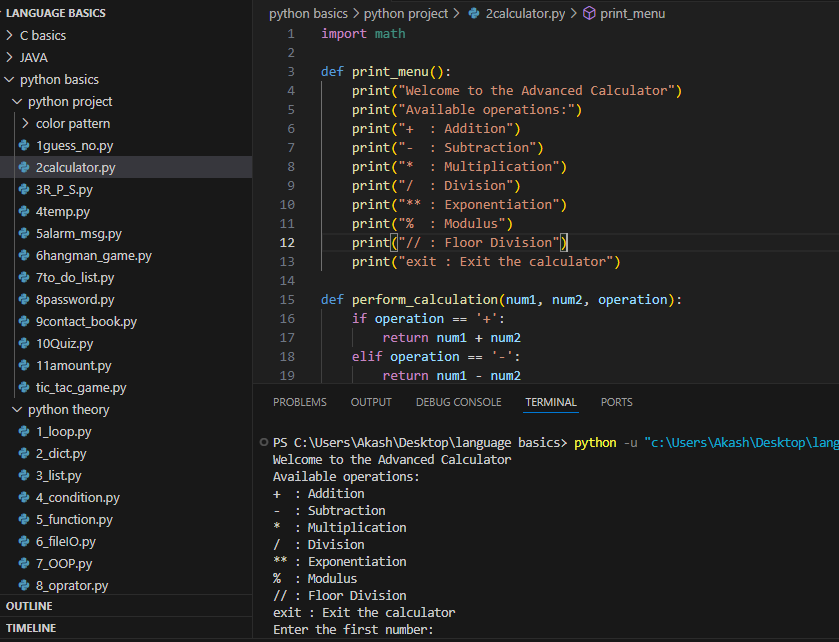 LANGUAGE BASICS
C basics
JAVA
python basics
python project
color pattern
1guess_no.py
2calculator.py
3R_P_S.py
4temp.py
5alarm_msg.py
6hangman_game.py
7to_do_list.py
8password.py
9contact_book.py
10Quiz.py
11amount.py
tic_tac_game.py
python theory
1_loop.py
2_dict.py
3_list.py
4_condition.py
5_function.py
6_fileIO.py
7_OOP.py
8_oprator.py
OUTLINE
TIMELINE
python basics > python project > 2calculator.py > print_menu
1 import math
2
3 def print_menu():
4 print("Welcome to the Advanced Calculator")
5 print("Available operations:")
6 print("+  : Addition")
7 print("-  : Subtraction")
8 print("*  : Multiplication")
9 print("/  : Division")
10 print("** : Exponentiation")
11 print("%  : Modulus")
12 print("// : Floor Division")
13 print("exit : Exit the calculator")
14
15 def perform_calculation(num1, num2, operation):
16 if operation == '+':
17 return num1 + num2
18 elif operation == '-':
19 return num1 - num2
PROBLEMS OUTPUT DEBUG CONSOLE TERMINAL PORTS
PS C:\Users\Akash\Desktop\language basics> python -u "c:\Users\Akash\Desktop\lang
Welcome to the Advanced Calculator
Available operations:
+  : Addition
-  : Subtraction
*  : Multiplication
/  : Division
** : Exponentiation
%  : Modulus
// : Floor Division
exit : Exit the calculator
Enter the first number: